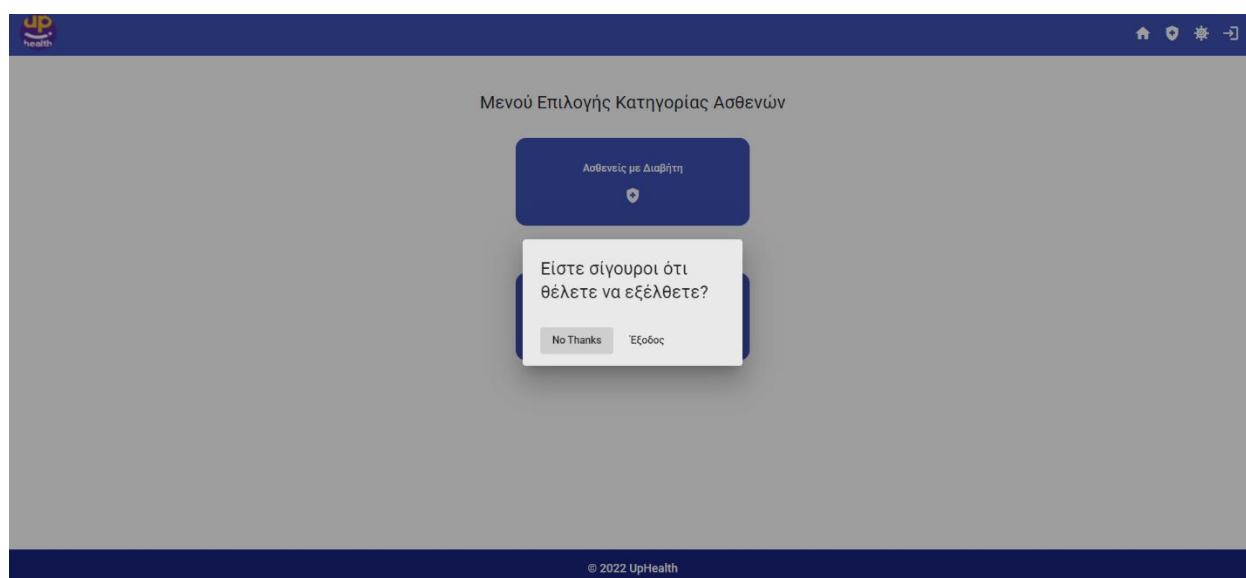 up
health
Μενού Επιλογής Κατηγορίας Ασθενών
Ασθενείς με Διαβήτη
Είστε σίγουροι ότι
θέλετε να εξέλθετε?
No Thanks Έξοδος
© 2022 UpHealth